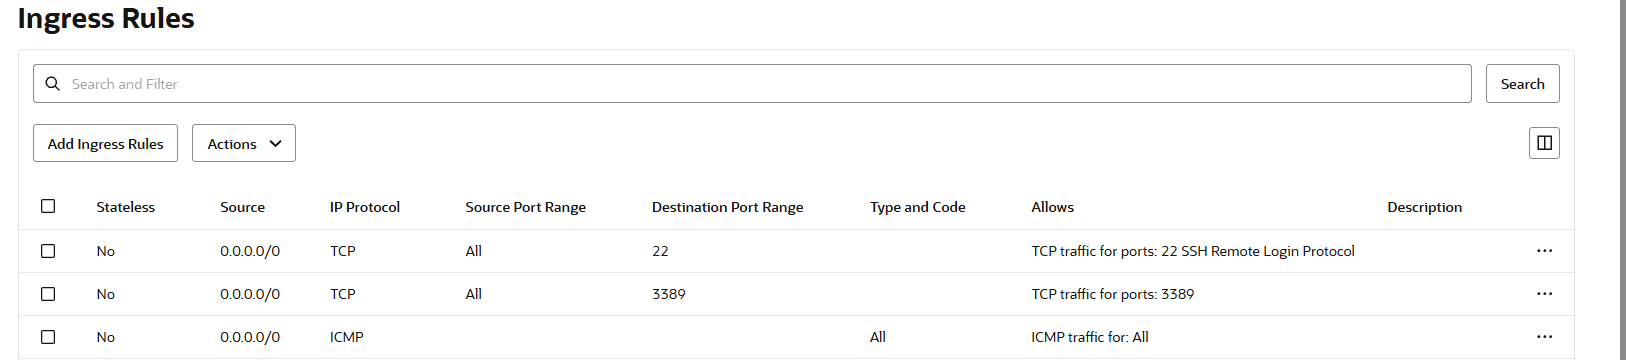 Ingress Rules
Search and Filter
Search
Add Ingress Rules
Actions
Stateless Source IP Protocol Source Port Range Destination Port Range Type and Code Allows Description
No 0.0.0.0/0 TCP All 22 TCP traffic for ports: 22 SSH Remote Login Protocol ...
No 0.0.0.0/0 TCP All 3389 TCP traffic for ports: 3389 ...
No 0.0.0.0/0 ICMP All ICMP traffic for: All ...